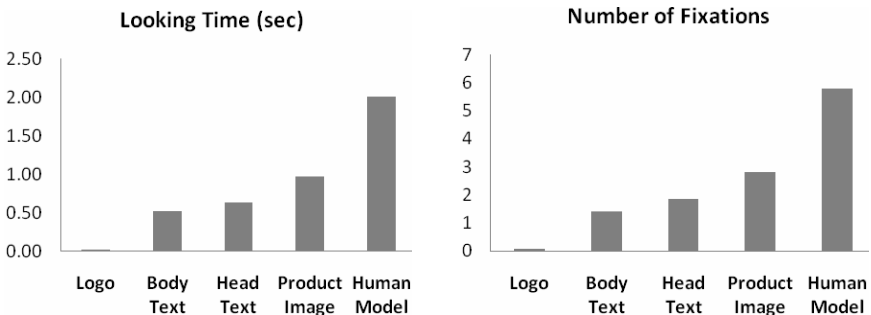 Looking Time (sec)
2.50
2.00
1.50
1.00
0.50
0.00
Logo
Body
Text
Head
Text
Product
Image
Human
Model
Number of Fixations
7
6
5
4
3
2
1
0
Logo
Body
Text
Head
Text
Product
Image
Human
Model